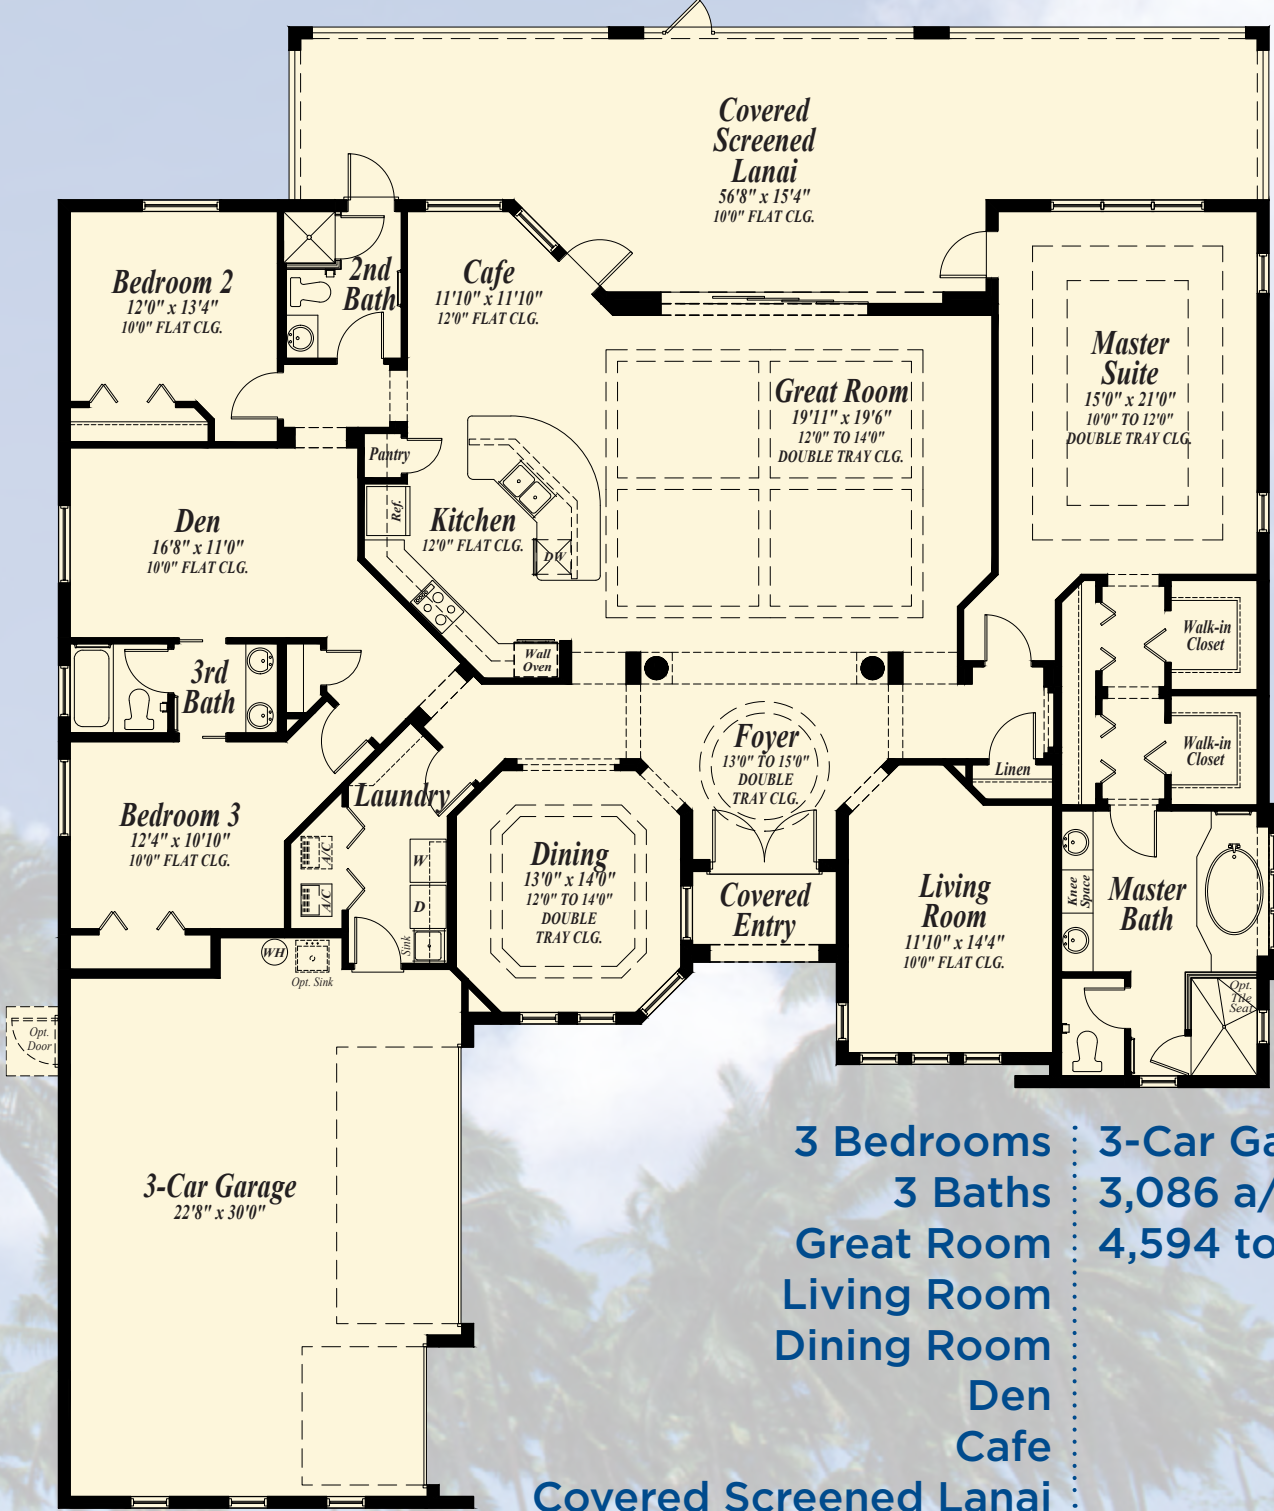 Covered
Screened
Lanai
56'8" x 15'4"
10'0" FLAT CLG.
Bedroom 2
12'0" x 13'4"
10'0" FLAT CLG.
2nd
Bath
Cafe
11'10" x 11'10"
12'0" FLAT CLG.
Great Room
19'11" x 19'6"
12'0" TO 14'0"
DOUBLE TRAY CLG.
Master
Suite
15'0" x 21'0"
10'0" TO 12'0"
DOUBLE TRAY CLG.
Pantry
Ref.
Kitchen
12'0" FLAT CLG.
DW
Wall
Oven
Den
16'8" x 11'0"
10'0" FLAT CLG.
3rd
Bath
Walk-in
Closet
Walk-in
Closet
Foyer
13'0" TO 15'0"
DOUBLE
TRAY CLG.
Linen
Laundry
A/C
A/C
W
D
Sink
Bedroom 3
12'4" x 10'10"
10'0" FLAT CLG.
Dining
13'0" x 14'0"
12'0" TO 14'0"
DOUBLE
TRAY CLG.
Covered
Entry
Living
Room
11'10" x 14'4"
10'0" FLAT CLG.
Knee
Space
Master
Bath
Opt.
Tile
Seat
WH
Opt. Sink
Opt.
Door
3-Car Garage
22'8" x 30'0"
3 Bedrooms
3 Baths
Great Room
Living Room
Dining Room
Den
Cafe
Covered Screened Lanai
3-Car Ga
3,086 a/
4,594 to